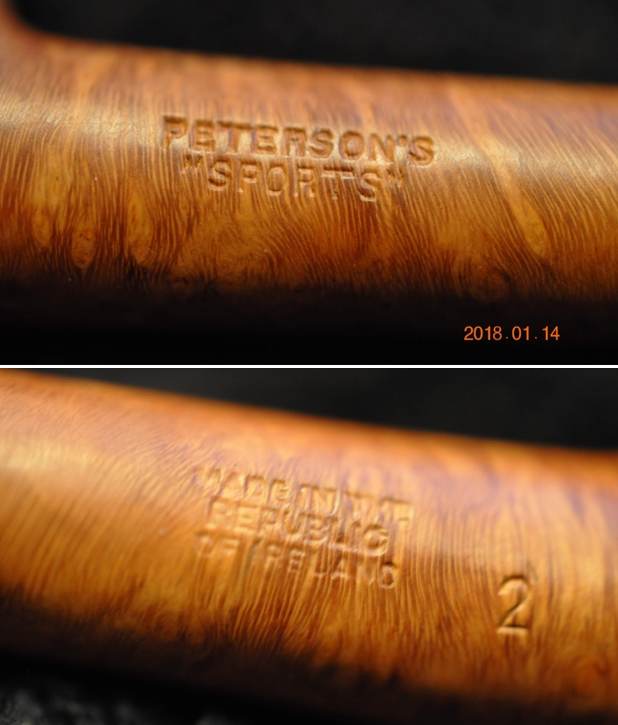 PETERSON'S
"SPORTS"
2018.01.14
MADE IN THE
REPUBLIC
OF IRELAND
2